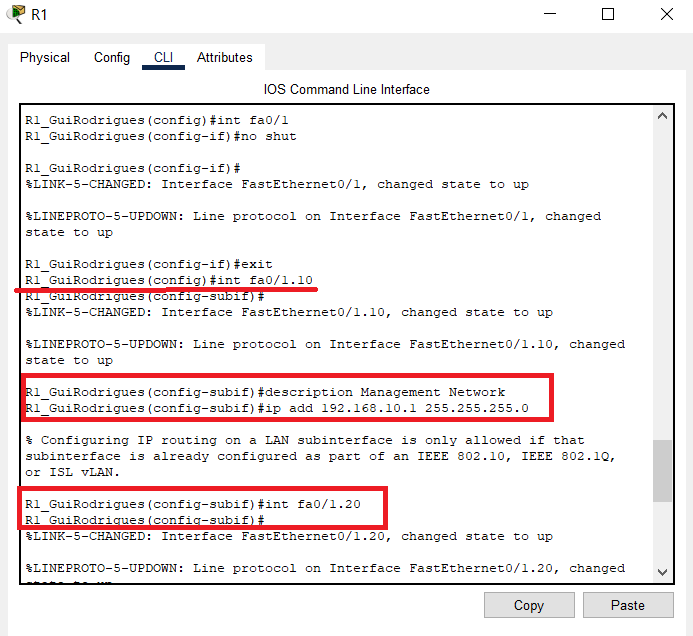 R1
Physical Config CLI Attributes
IOS Command Line Interface
R1_GuiRodrigues(config)#int fa0/1
R1_GuiRodrigues(config-if)#no shut
R1_GuiRodrigues(config-if)#
%LINK-5-CHANGED: Interface FastEthernet0/1, changed state to up
%LINEPROTO-5-UPDOWN: Line protocol on Interface FastEthernet0/1, changed
state to up
R1_GuiRodrigues(config-if)#exit
R1_GuiRodrigues(config)#int fa0/1.10
R1_GuiRodrigues(config-subif)#
%LINK-5-CHANGED: Interface FastEthernet0/1.10, changed state to up
%LINEPROTO-5-UPDOWN: Line protocol on Interface FastEthernet0/1.10, changed
state to up
R1_GuiRodrigues(config-subif)#description Management Network
R1_GuiRodrigues(config-subif)#ip add 192.168.10.1 255.255.255.0
% Configuring IP routing on a LAN subinterface is only allowed if that
subinterface is already configured as part of an IEEE 802.10, IEEE 802.1Q,
or ISL vLAN.
R1_GuiRodrigues(config-subif)#int fa0/1.20
R1_GuiRodrigues(config-subif)#
%LINK-5-CHANGED: Interface FastEthernet0/1.20, changed state to up
%LINEPROTO-5-UPDOWN: Line protocol on Interface FastEthernet0/1.20, changed
state to up
Copy Paste